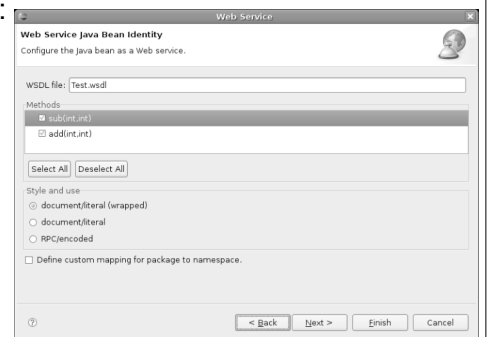 Web Service
Web Service Java Bean Identity
Configure the Java bean as a Web service.
WSDL file: Test.wsdl
Methods
sub(int,int)
add(int,int)
Select All Deselect All
Style and use
document/literal (wrapped)
document/literal
RPC/encoded
Define custom mapping for package to namespace.
< Back Next > Finish Cancel